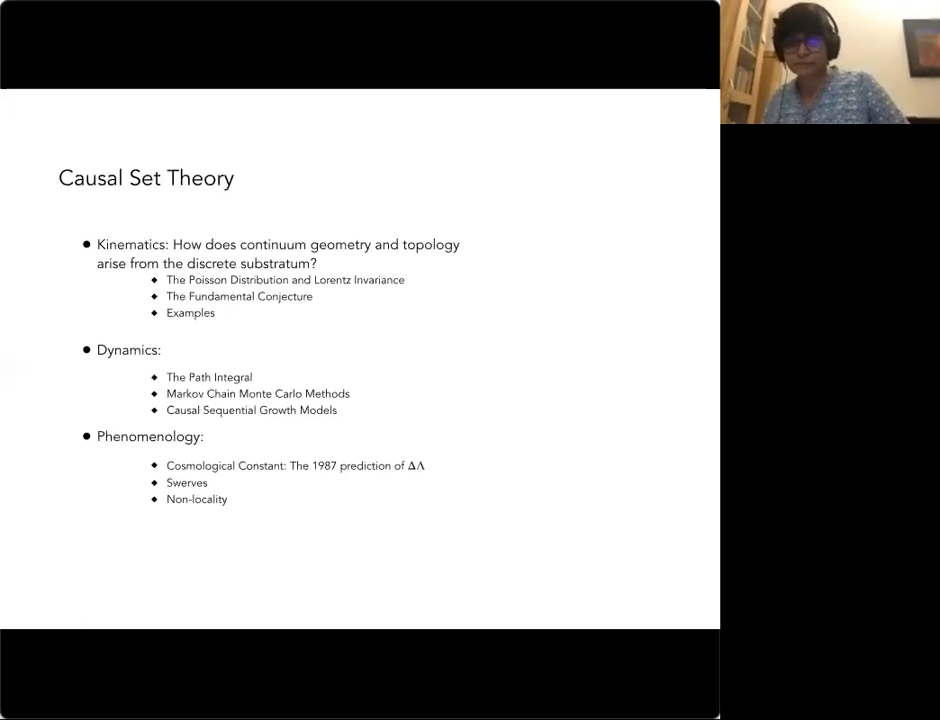 Causal Set Theory
● Kinematics: How does continuum geometry and topology
arise from the discrete substratum?
◆ The Poisson Distribution and Lorentz Invariance
◆ The Fundamental Conjecture
◆ Examples
● Dynamics:
◆ The Path Integral
◆ Markov Chain Monte Carlo Methods
◆ Causal Sequential Growth Models
● Phenomenology:
◆ Cosmological Constant: The 1987 prediction of ΔΛ
◆ Swerves
◆ Non-locality